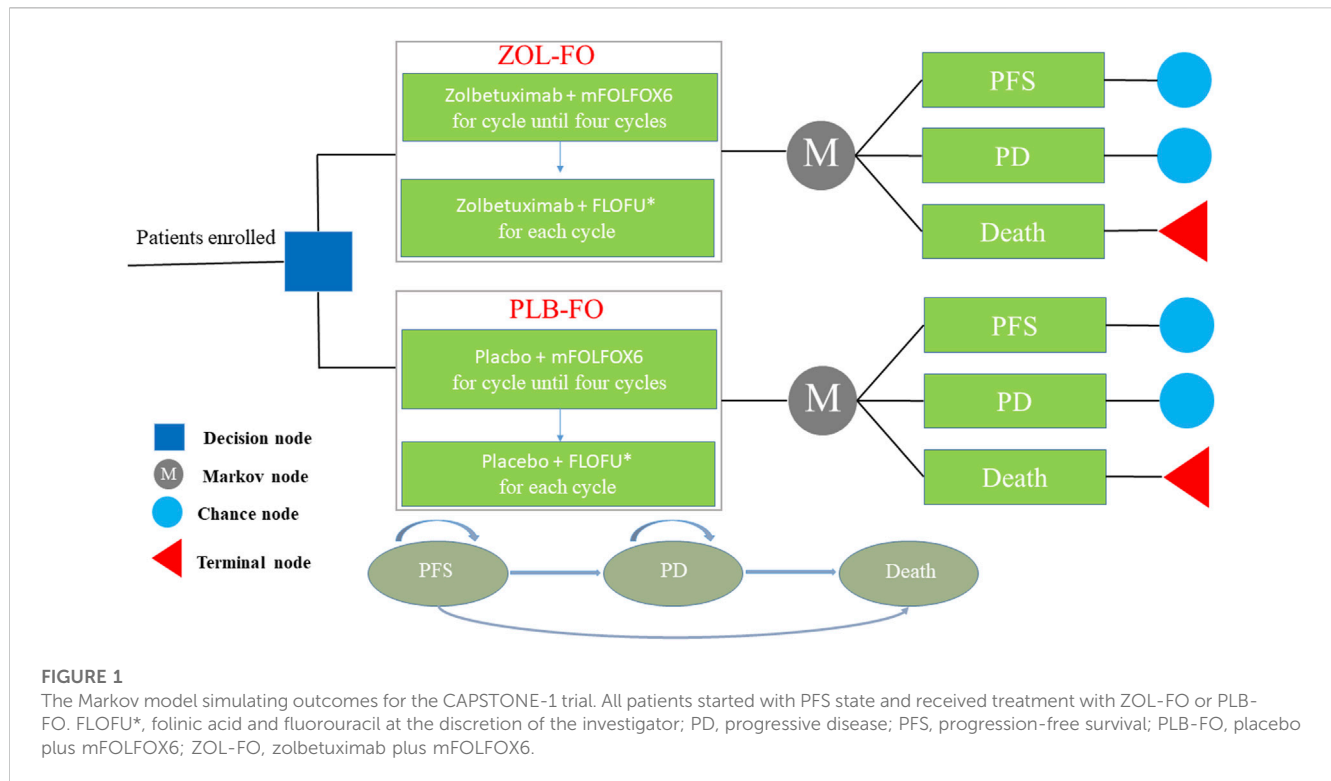 ZOL-FO
Zolbetuximab + mFOLFOX6
for cycle until four cycles
Zolbetuximab + FLOFU*
for each cycle
M
PFS
PD
Death
Patients enrolled
PLB-FO
Placbo + mFOLFOX6
for cycle until four cycles
Placebo + FLOFU*
for each cycle
M
PFS
PD
Death
Decision node
M Markov node
Chance node
Terminal node
PFS
PD
Death
FIGURE 1
The Markov model simulating outcomes for the CAPSTONE-1 trial. All patients started with PFS state and received treatment with ZOL-FO or PLB-
FO. FLOFU*, folinic acid and fluorouracil at the discretion of the investigator; PD, progressive disease; PFS, progression-free survival; PLB-FO, placebo
plus mFOLFOX6; ZOL-FO, zolbetuximab plus mFOLFOX6.